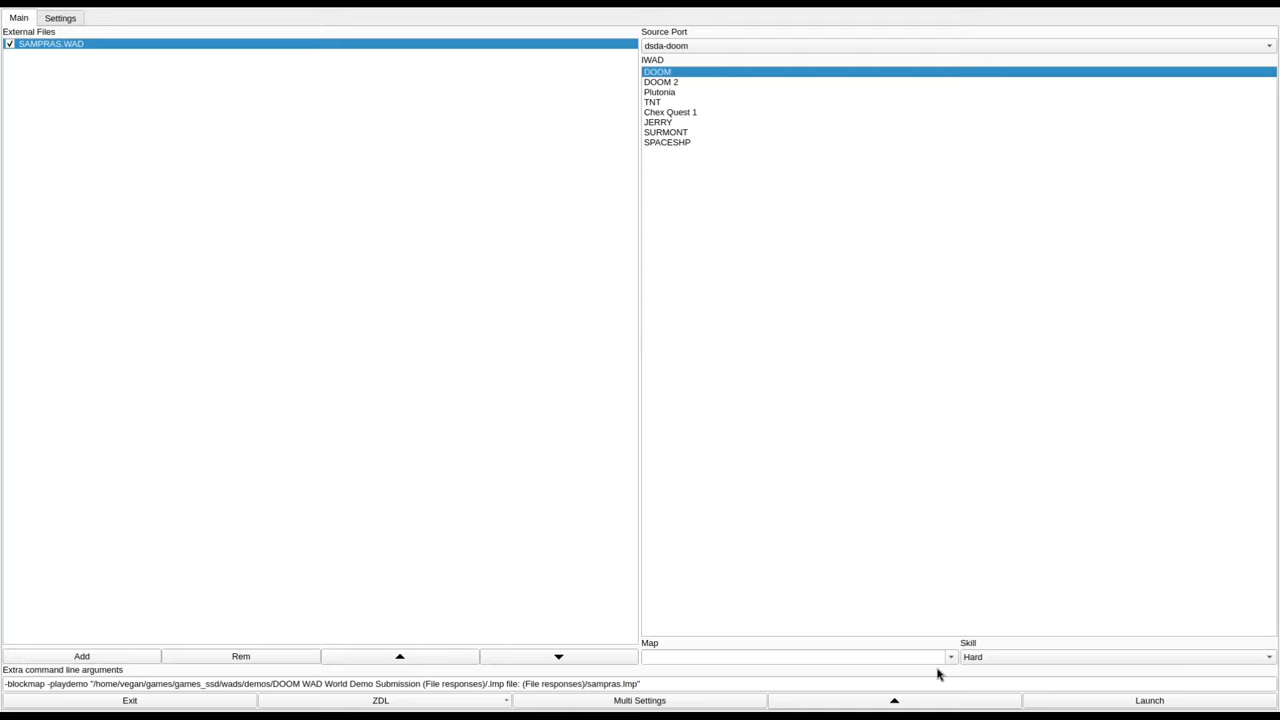 Main Settings
External Files
SAMPRAS.WAD
Source Port
dsda-doom
IWAD
DOOM
DOOM 2
Plutonia
TNT
Chex Quest 1
JERRY
SURMONT
SPACESHP
Map Skill
Hard
Add Rem
Extra command line arguments
-blockmap -playdemo "/home/vegan/games/games_ssd/wads/demos/DOOM WAD World Demo Submission (File responses)/.lmp file: (File responses)/sampras.lmp"
Exit ZDL Multi Settings Launch